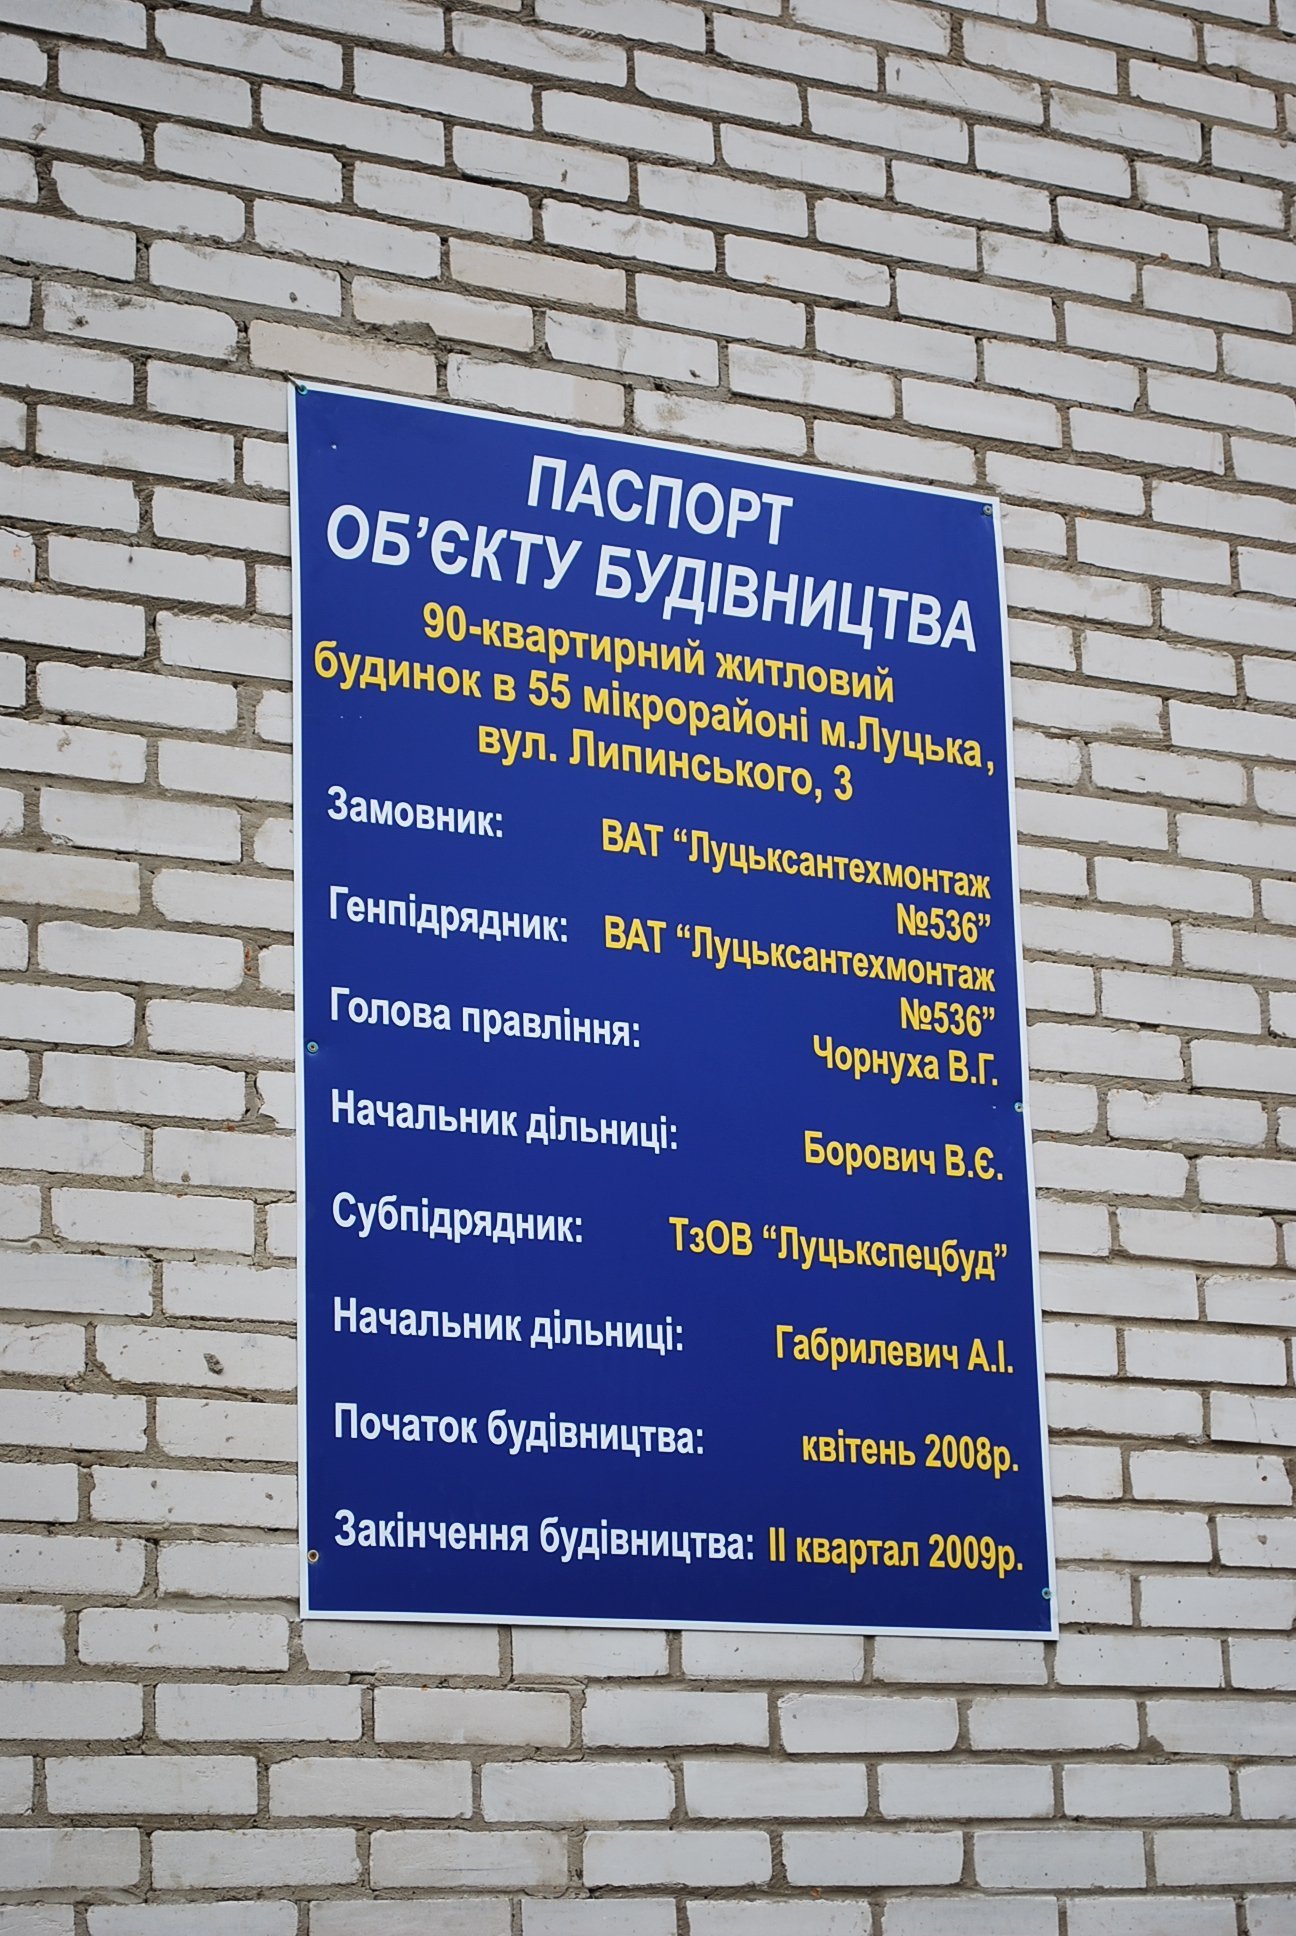 ПАСПОРТ
ОБ’ЄКТУ БУДІВНИЦТВА
90-квартирний житловий
будинок в 55 мікрорайоні м.Луцька,
вул. Липинського, 3
Замовник: ВАТ “Луцьксантехмонтаж
№536”
Генпідрядник: ВАТ “Луцьксантехмонтаж
№536”
Голова правління: Чорнуха В.Г.
Начальник дільниці: Борович В.Є.
Субпідрядник: ТзОВ “Луцькспецбуд”
Начальник дільниці: Габрилевич А.І.
Початок будівництва: квітень 2008р.
Закінчення будівництва: ІІ квартал 2009р.